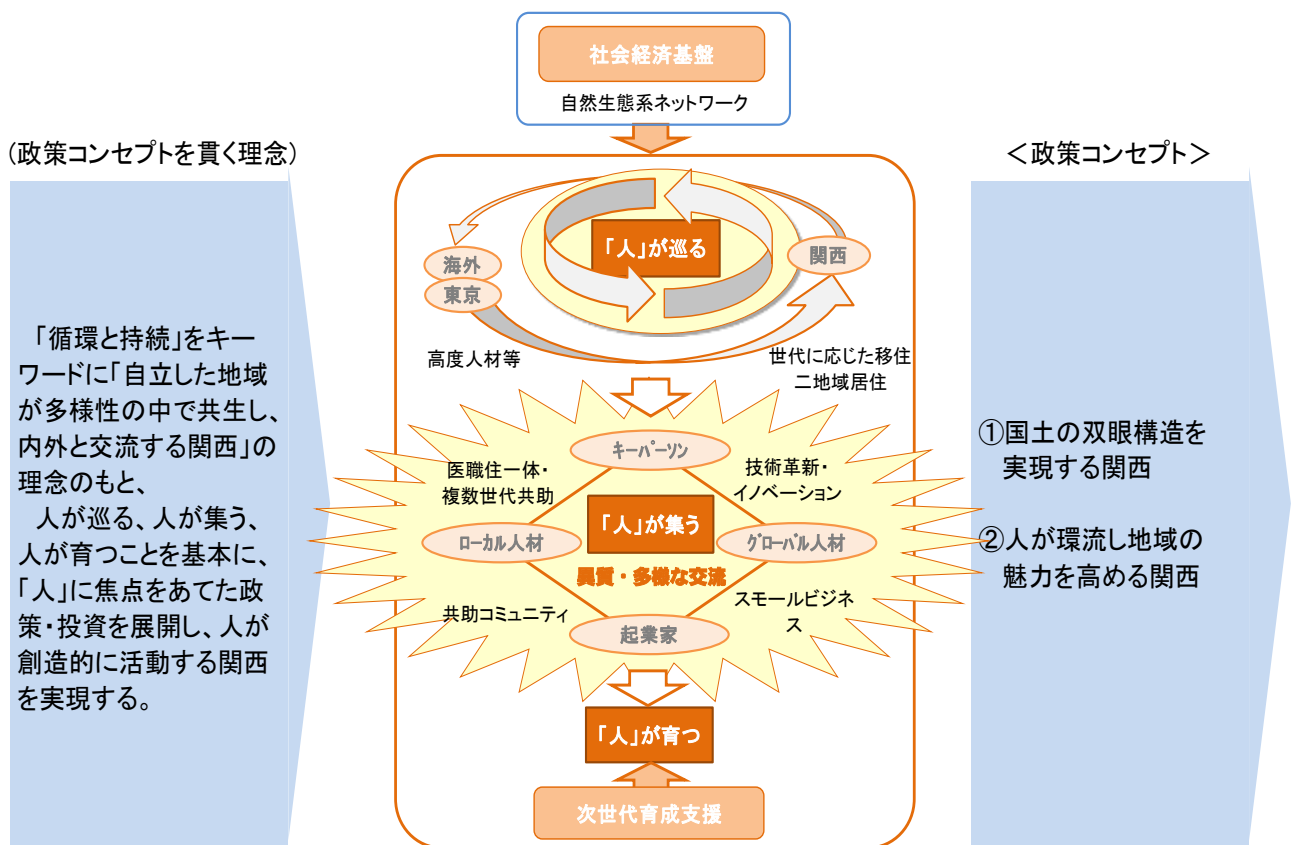 社会経済基盤
自然生態系ネットワーク
(政策コンセプトを貫く理念)
「循環と持続」をキー
ワードに「自立した地域
が多様性の中で共生し、
内外と交流する関西」の
理念のもと、
人が巡る、人が集う、
人が育つことを基本に、
「人」に焦点をあてた政
策・投資を展開し、人が
創造的に活動する関西
を実現する。
「人」が巡る
海外
東京
関西
高度人材等
世代に応じた移住
二地域居住
キーパーソン
医職住一体・
複数世代共助
技術革新・
イノベーション
「人」が集う
ローカル人材
グローバル人材
異質・多様な交流
共助コミュニティ
スモールビジネ
ス
起業家
「人」が育つ
次世代育成支援
＜政策コンセプト＞
①国土の双眼構造を
実現する関西
②人が環流し地域の
魅力を高める関西